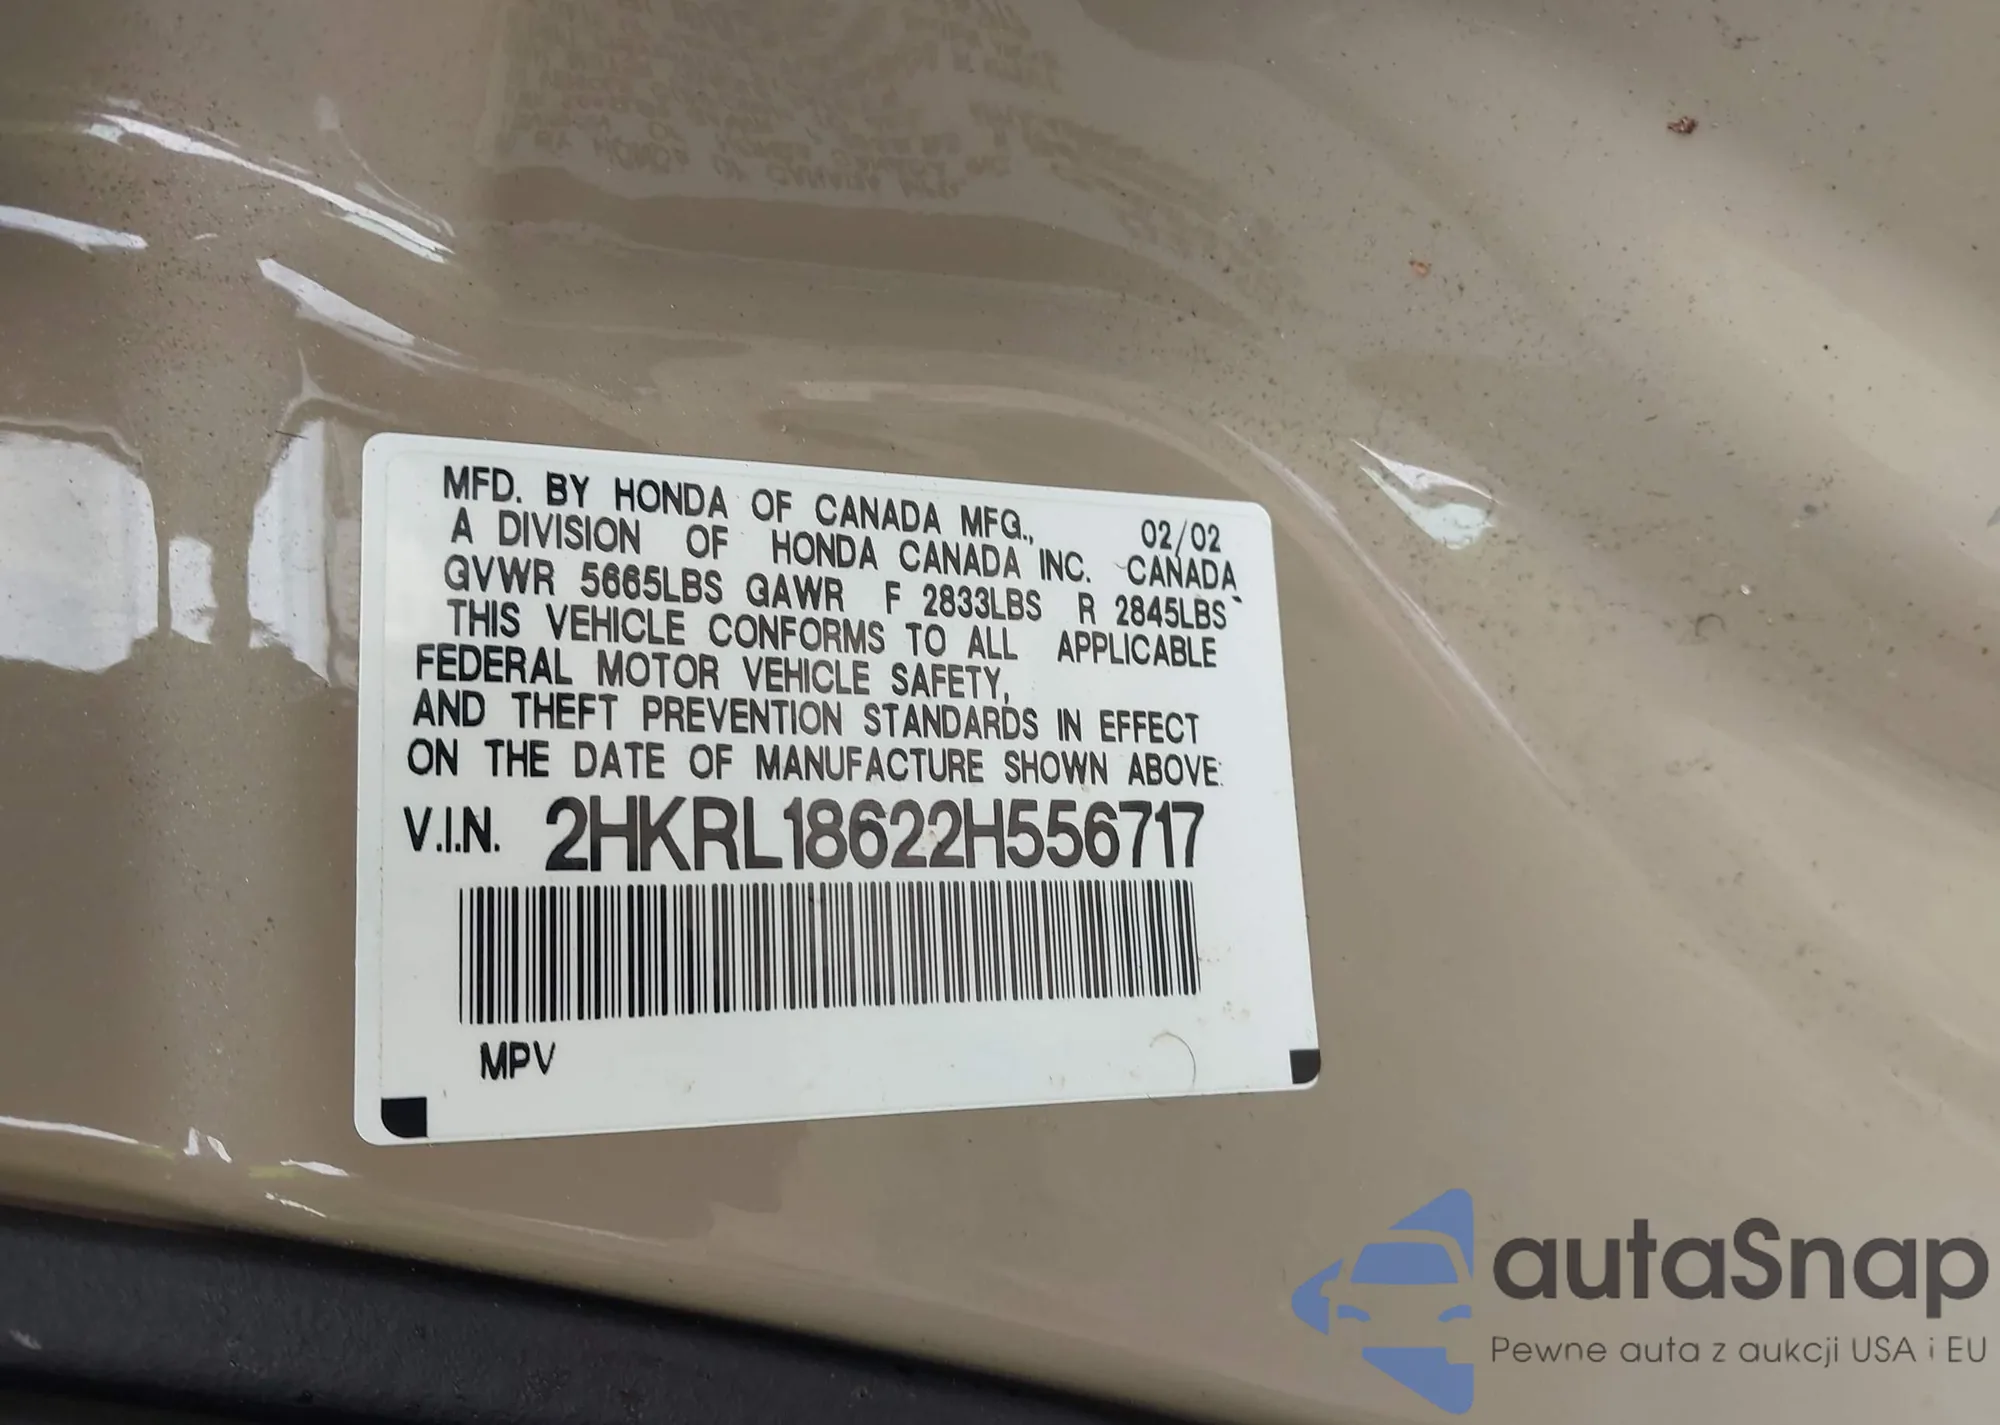 MFD. BY HONDA OF CANADA MFG., 02/02
A DIVISION OF HONDA CANADA INC. CANADA
GVWR 5665LBS GAWR F 2833LBS R 2845LBS
THIS VEHICLE CONFORMS TO ALL APPLICABLE
FEDERAL MOTOR VEHICLE SAFETY,
AND THEFT PREVENTION STANDARDS IN EFFECT
ON THE DATE OF MANUFACTURE SHOWN ABOVE:
V.I.N. 2HKRL18622H556717
MPV
autaSnap
Pewne auta z aukcji USA i EU